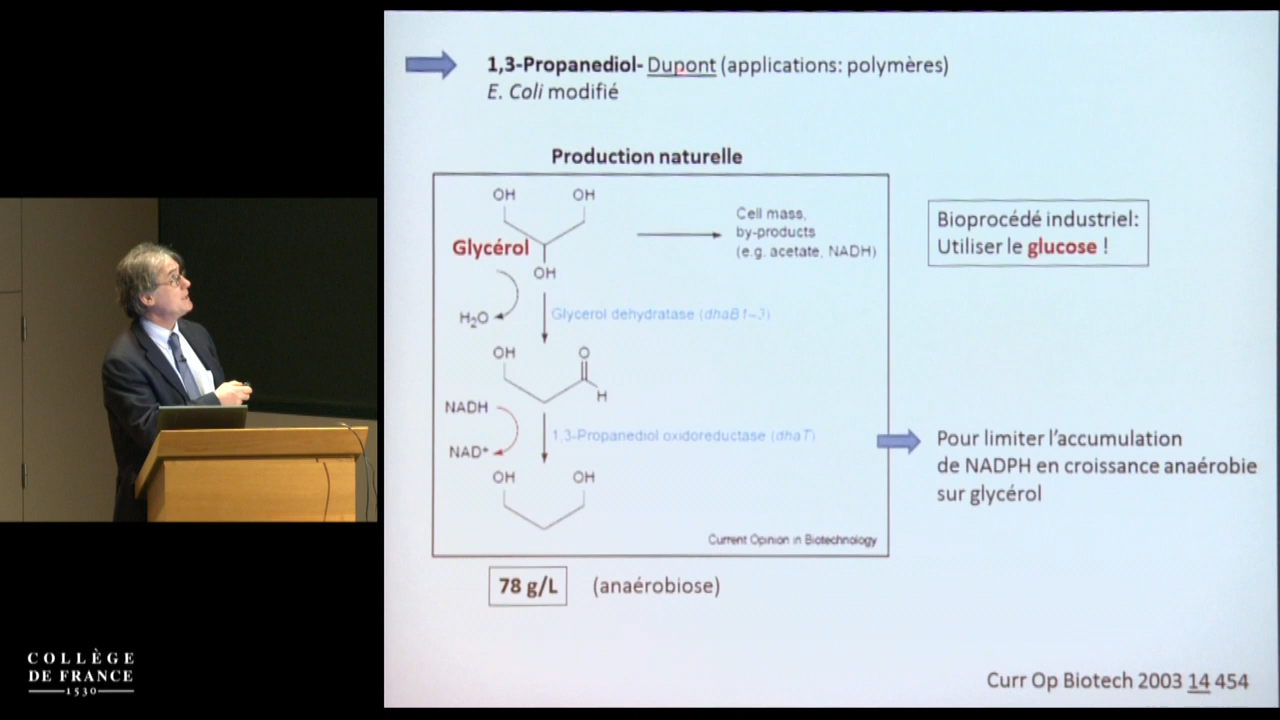 1,3-Propanediol- Dupont (applications: polymères)
E. Coli modifié
Production naturelle
OH OH
Glycérol
OH
Cell mass,
by-products
(e.g. acetate, NADH)
H₂O
Glycerol dehydratase (dhaB1–3)
OH O
H
NADH
1,3-Propanediol oxidoreductase (dhaT)
NAD⁺
OH OH
Current Opinion in Biotechnology
78 g/L (anaérobiose)
Bioprocédé industriel:
Utiliser le glucose !
Pour limiter l’accumulation
de NADPH en croissance anaérobie
sur glycérol
Curr Op Biotech 2003 14 454
COLLÈGE
DE FRANCE
1530